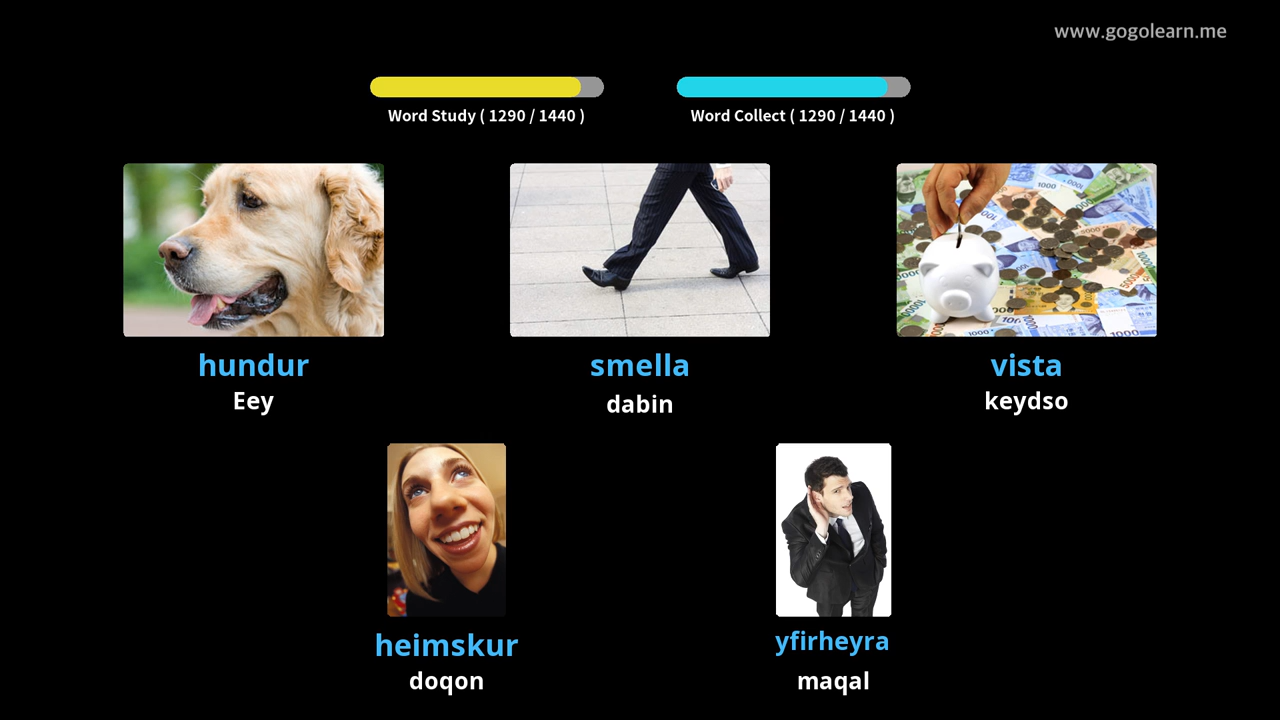 www.gogolearn.me
Word Study ( 1290 / 1440 )
Word Collect ( 1290 / 1440 )
hundur
Eey
smella
dabin
vista
keydso
heimskur
doqon
yfirheyra
maqal